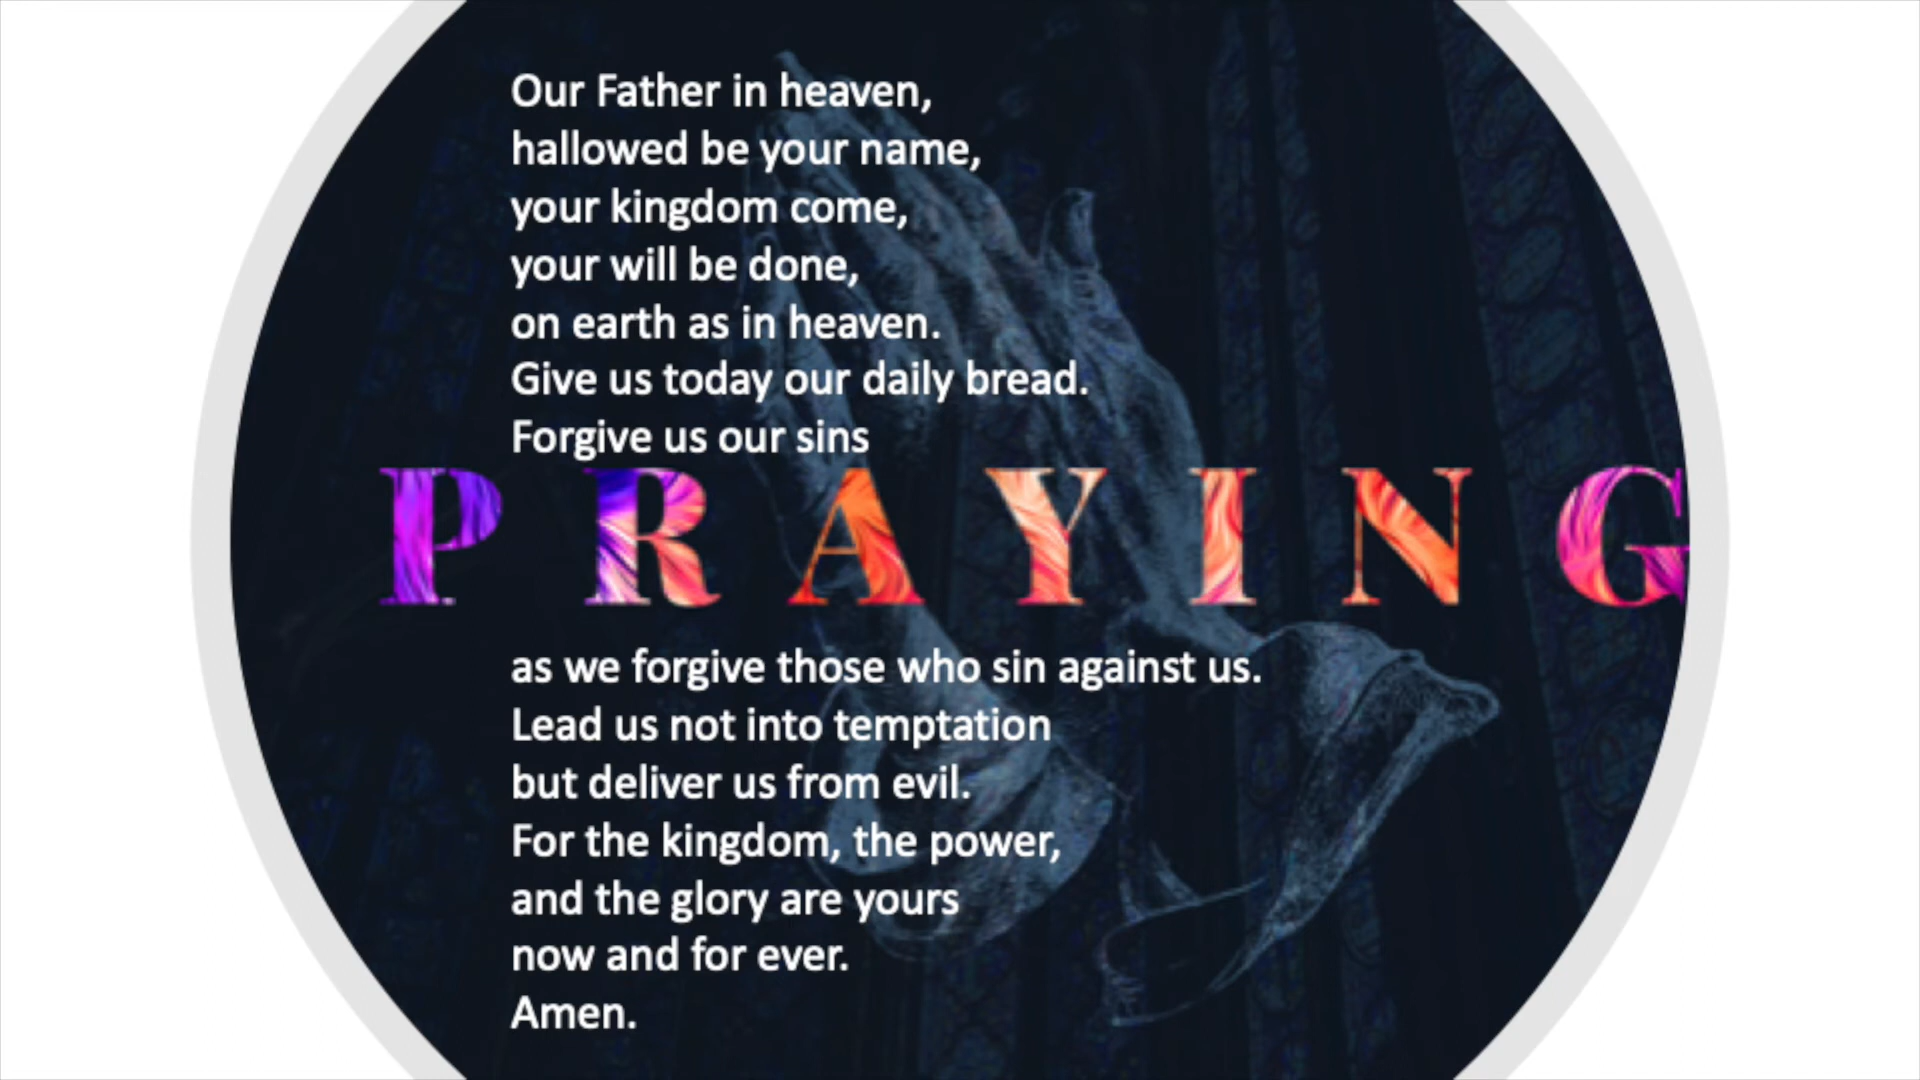 Our Father in heaven,
hallowed be your name,
your kingdom come,
your will be done,
on earth as in heaven.
Give us today our daily bread.
Forgive us our sins
PRAYING
as we forgive those who sin against us.
Lead us not into temptation
but deliver us from evil.
For the kingdom, the power,
and the glory are yours
now and for ever.
Amen.